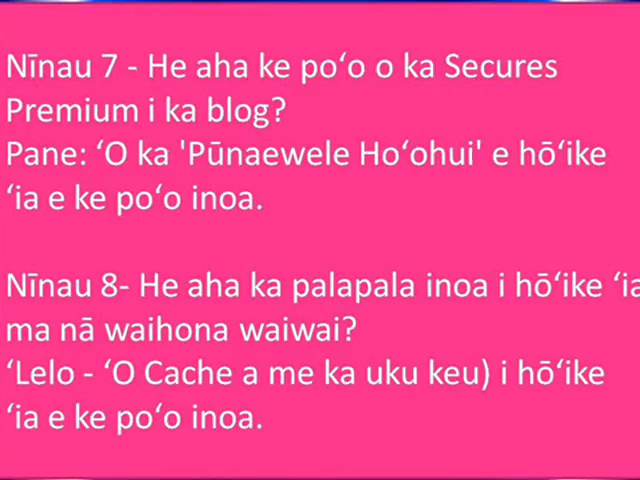 Nīnau 7 - He aha ke poʻo o ka Secures
Premium i ka blog?
Pane: ʻO ka 'Pūnaewele Hoʻohui' e hōʻike
ʻia e ke poʻo inoa.
Nīnau 8- He aha ka palapala inoa i hōʻike ʻia
ma nā waihona waiwai?
ʻLelo - ʻO Cache a me ka uku keu) i hōʻike
ʻia e ke poʻo inoa.